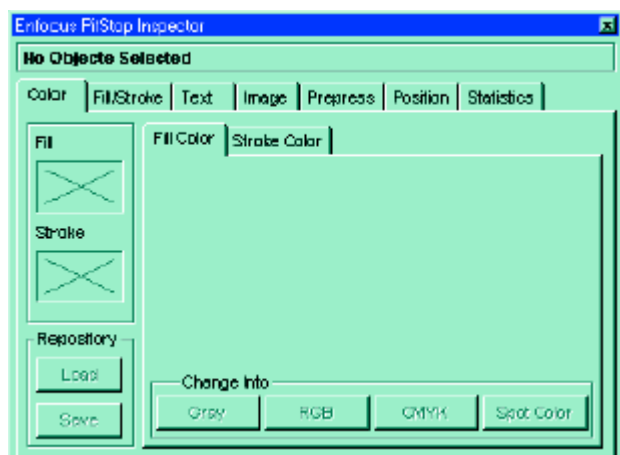 Enfocus PitStop Inspector
No Objects Selected
Color Fill/Stroke Text Image Prepress Position Statistics
Fill Color Stroke Color
Fill
Stroke
Repository
Load
Save
Change Into
Gray RGB CMYK Spot Color